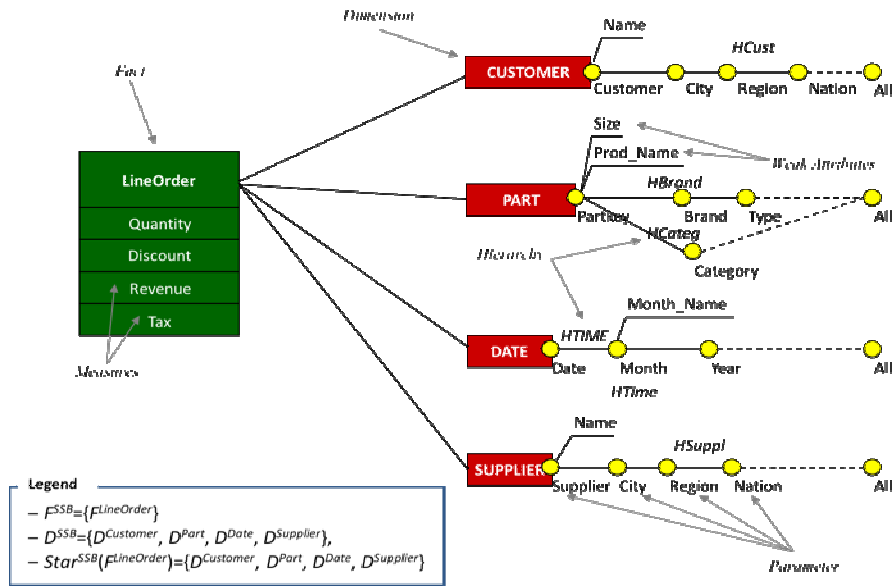 Dimension
Name
HCust
CUSTOMER
Customer
City
Region
Nation
All
Fact
Size
Prod_Name
Weak Attributes
LineOrder
PART
HBrand
Partkey
Brand
Type
All
HCateg
Category
Quantity
Discount
Revenue
Tax
Hierarchy
Measures
Month_Name
HTIME
DATE
Date
Month
Year
All
HTime
Name
HSuppl
SUPPLIER
Supplier
City
Region
Nation
All
Parameter
Legend
– F^SSB={F^LineOrder}
– D^SSB={D^Customer, D^Part, D^Date, D^Supplier},
– Star^SSB(F^LineOrder)={D^Customer, D^Part, D^Date, D^Supplier}